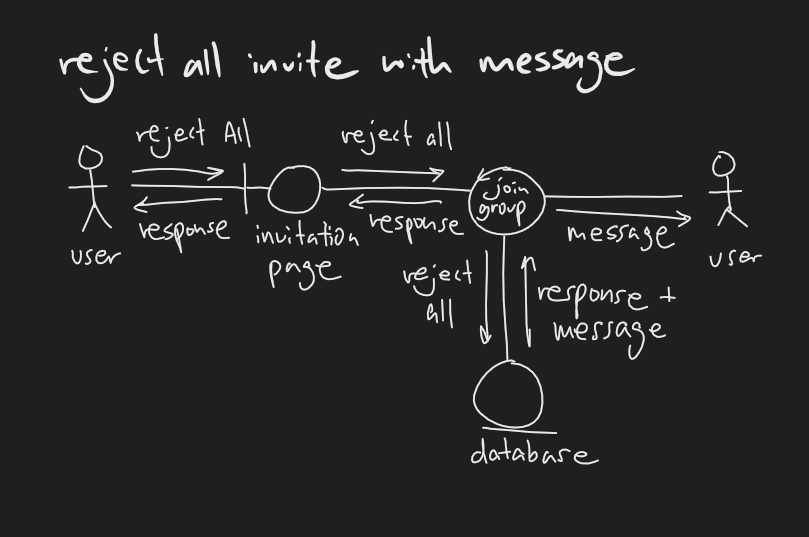 reject all invite with message
reject All
reject all
join
group
response
invitation
page
response
message
user
user
reject
all
response +
message
database